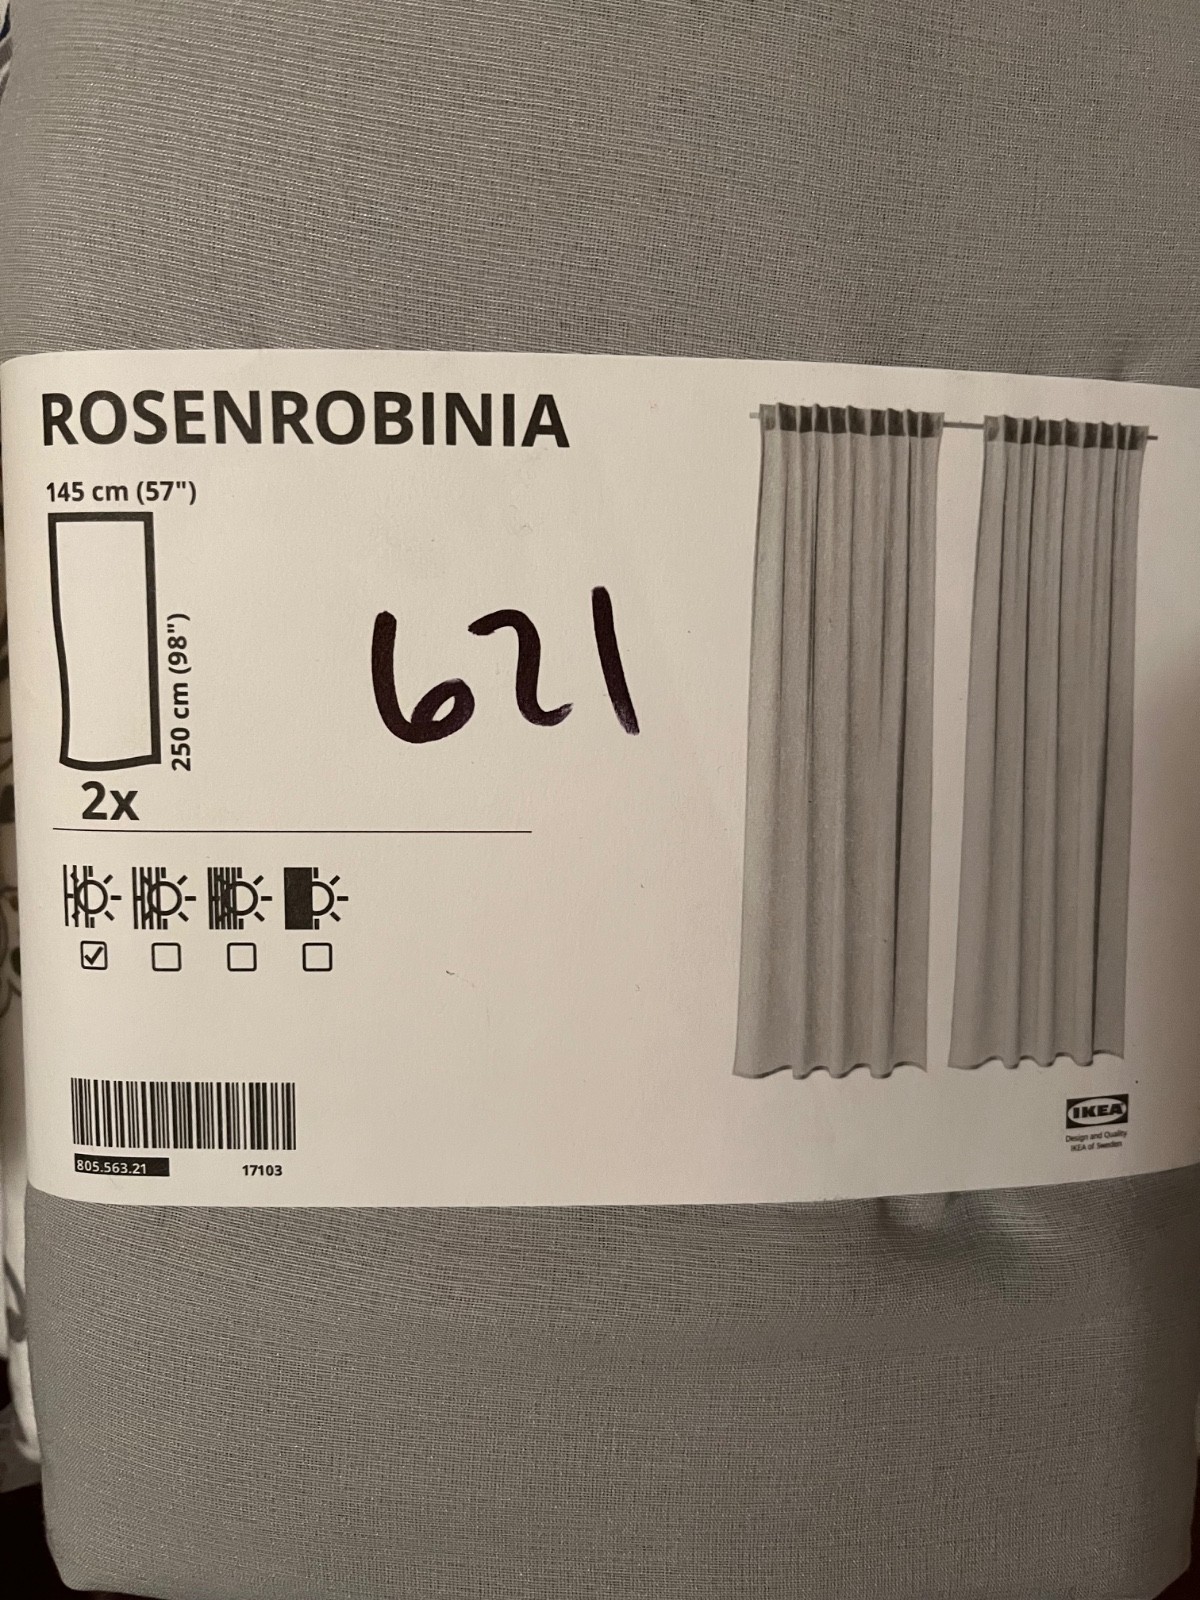 ROSENROBINIA
145 cm (57")
250 cm (98")
2x
621
805.563.21
17103
IKEA
Design and Quality
IKEA of Sweden